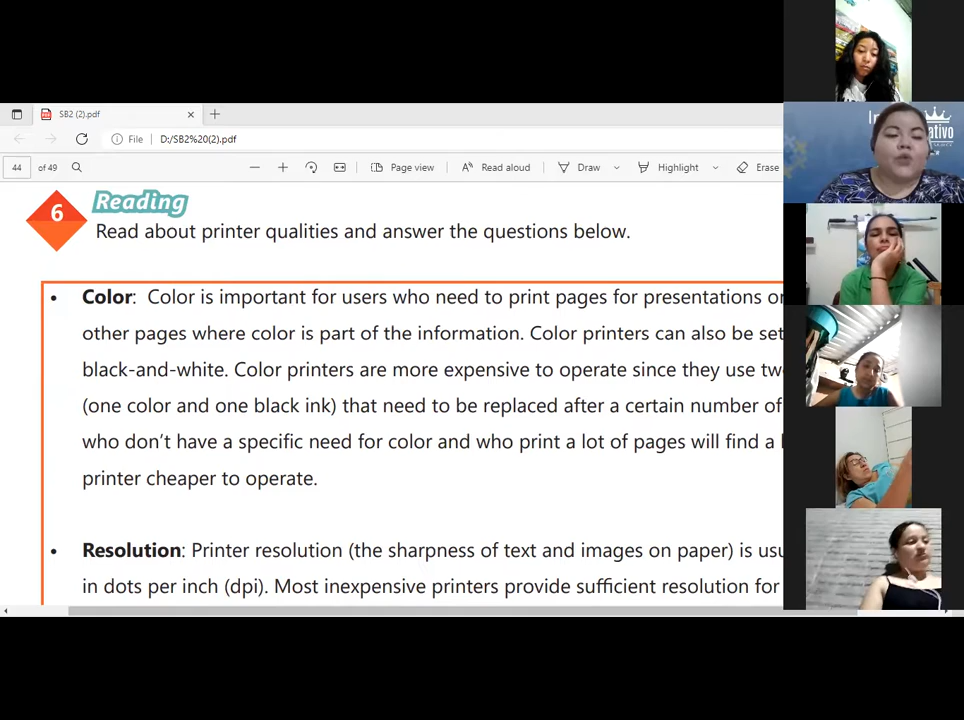 SB2 (2).pdf
File D:/SB2%20(2).pdf
44 of 49 Page view Read aloud Draw Highlight Erase
6 Reading
Read about printer qualities and answer the questions below.
• Color: Color is important for users who need to print pages for presentations or
other pages where color is part of the information. Color printers can also be set
black-and-white. Color printers are more expensive to operate since they use
(one color and one black ink) that need to be replaced after a certain number of
who don't have a specific need for color and who print a lot of pages will find a
printer cheaper to operate.
• Resolution: Printer resolution (the sharpness of text and images on paper) is
in dots per inch (dpi). Most inexpensive printers provide sufficient resolution for